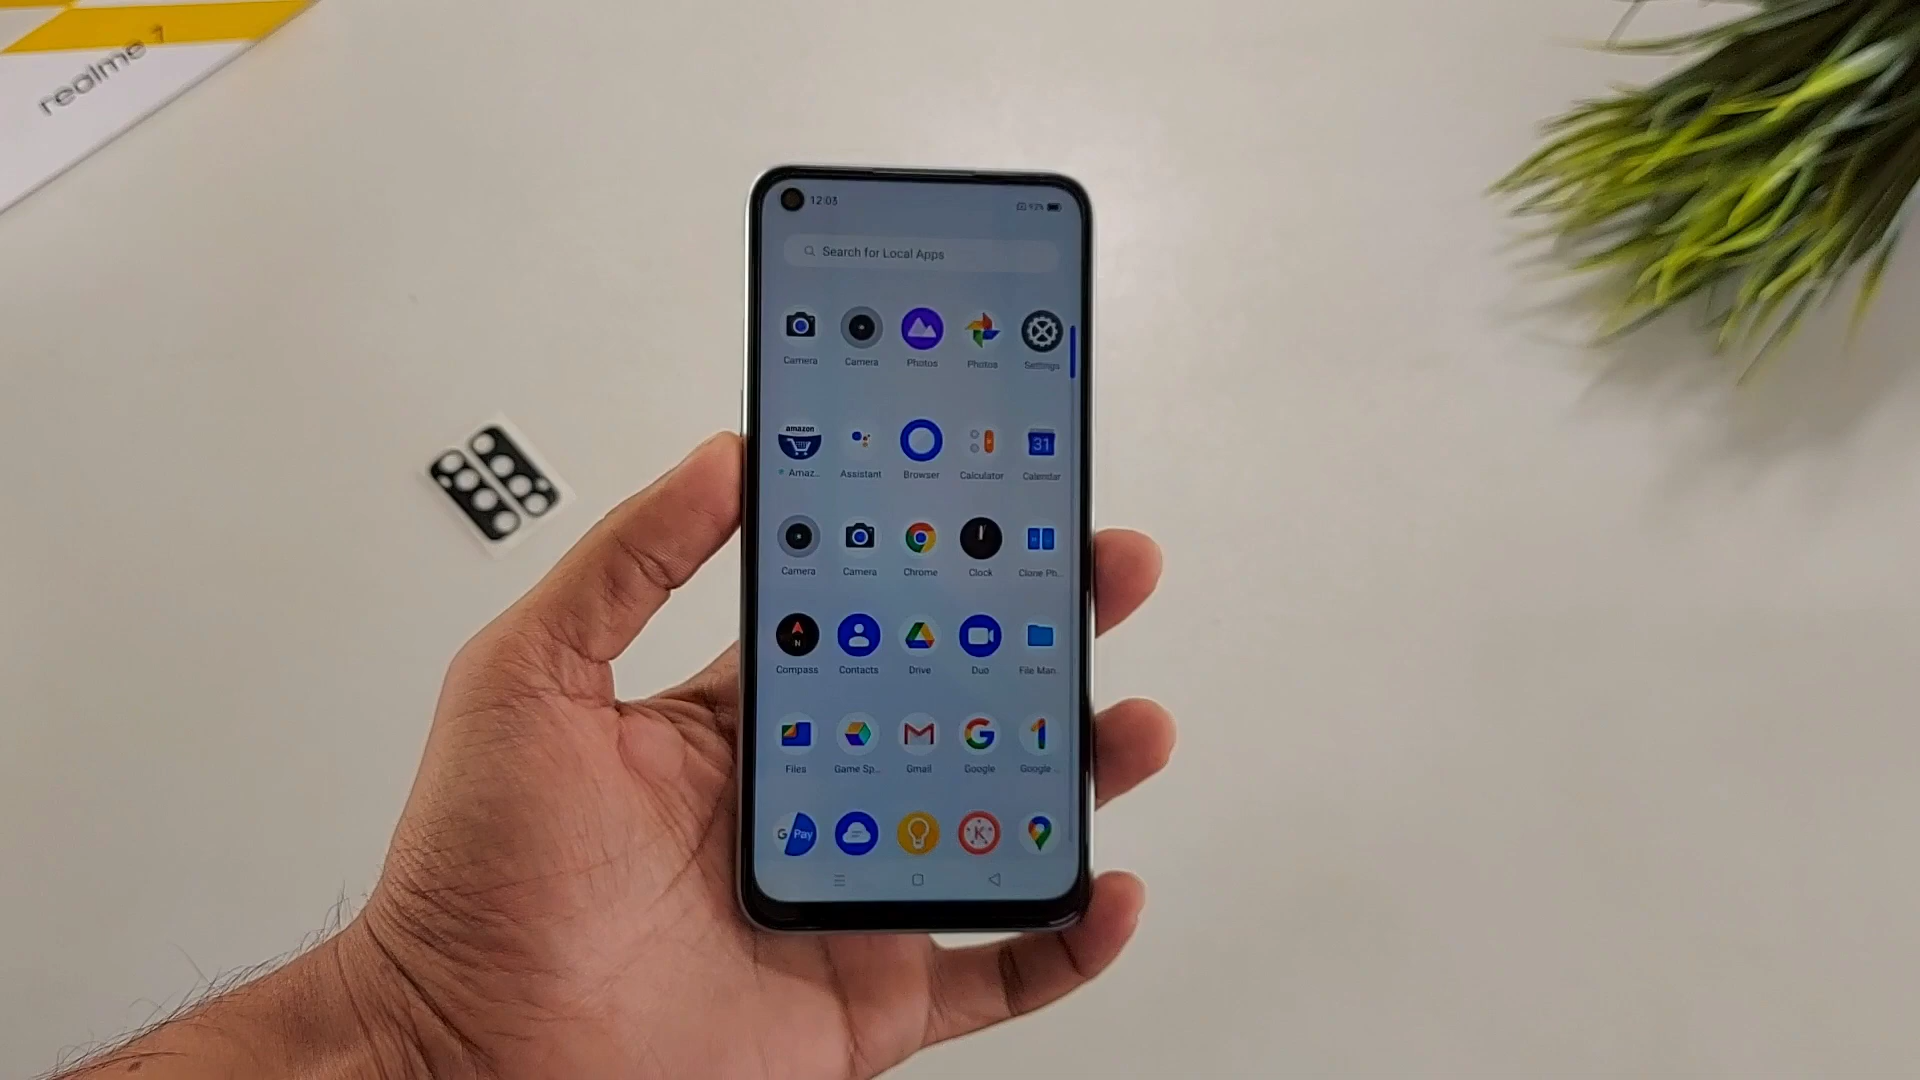 realme 1
12:03
93%
Search for Local Apps
Camera Camera Photos Photos Settings
amazon
31
Amaz... Assistant Browser Calculator Calendar
Camera Camera Chrome Clock Clone Ph...
N
Compass Contacts Drive Duo File Man...
Files Game Sp... Gmail Google Google ...
G Pay K